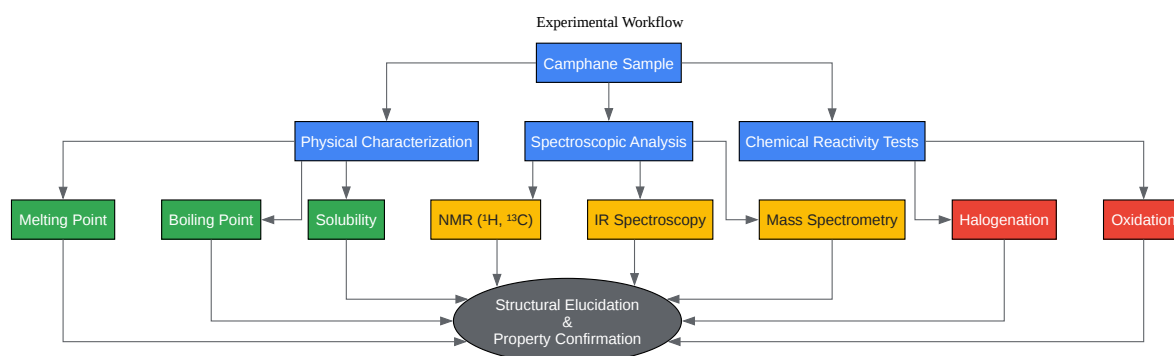 Experimental Workflow
Camphane Sample
Physical Characterization
Spectroscopic Analysis
Chemical Reactivity Tests
Melting Point
Boiling Point
Solubility
NMR (¹H, ¹³C)
IR Spectroscopy
Mass Spectrometry
Halogenation
Oxidation
Structural Elucidation
&
Property Confirmation